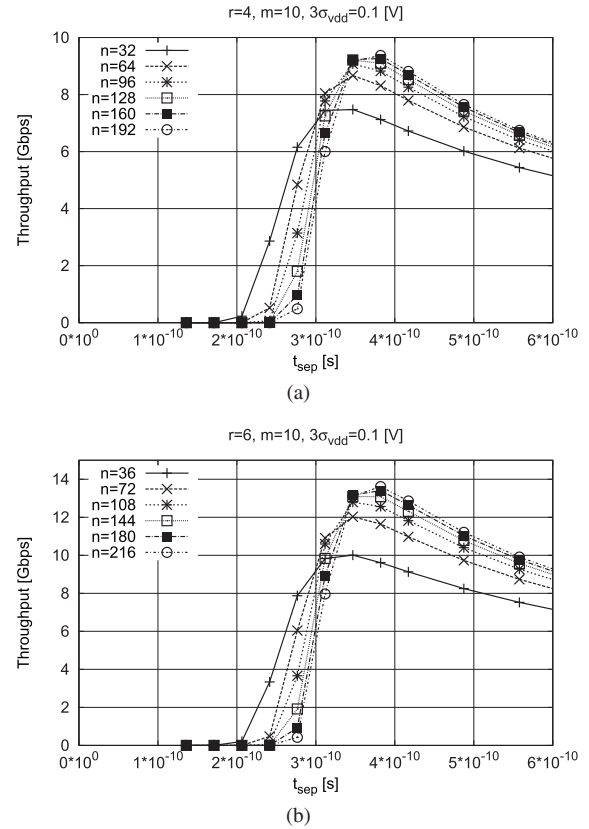 r=4, m=10, 3σvdd=0.1 [V]
Throughput [Gbps]
10
8
6
4
2
0
n=32
n=64
n=96
n=128
n=160
n=192
0*10^0 1*10^-10 2*10^-10 3*10^-10 4*10^-10 5*10^-10 6*10^-10
tsep [s]
(a)
r=6, m=10, 3σvdd=0.1 [V]
Throughput [Gbps]
14
12
10
8
6
4
2
0
n=36
n=72
n=108
n=144
n=180
n=216
0*10^0 1*10^-10 2*10^-10 3*10^-10 4*10^-10 5*10^-10 6*10^-10
tsep [s]
(b)